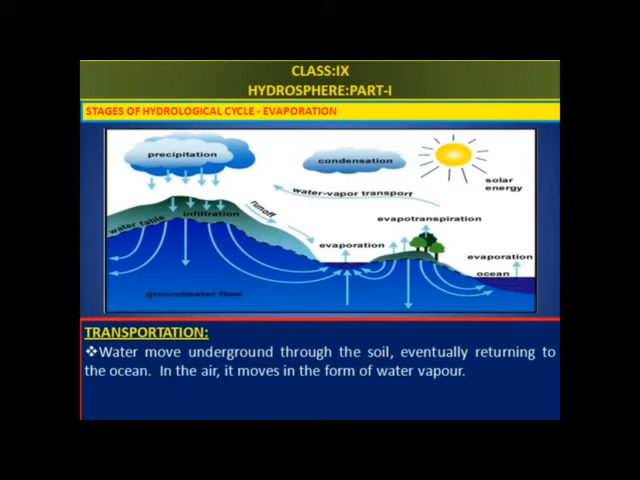 CLASS:IX
HYDROSPHERE:PART-I
STAGES OF HYDROLOGICAL CYCLE - EVAPORATION
precipitation
condensation
solar
energy
water-vapor transport
runoff
infiltration
water table
evapotranspiration
evaporation
evaporation
ocean
groundwater flow
TRANSPORTATION:
❖Water move underground through the soil, eventually returning to
the ocean. In the air, it moves in the form of water vapour.